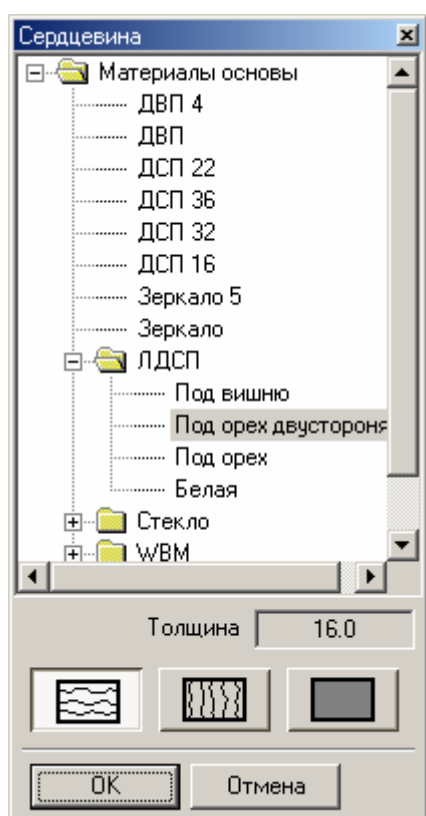 Сердцевина
Материалы основы
ДВП 4
ДВП
ДСП 22
ДСП 36
ДСП 32
ДСП 16
Зеркало 5
Зеркало
ЛДСП
Под вишню
Под орех двустороня
Под орех
Белая
Стекло
WBM
Толщина 16.0
OK Отмена